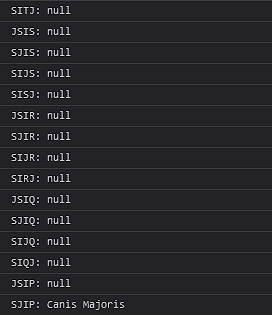 SITJ: null
JSIS: null
SJIS: null
SIJS: null
SISJ: null
JSIR: null
SJIR: null
SIJR: null
SIRJ: null
JSIQ: null
SJIQ: null
SIJQ: null
SIQJ: null
JSIP: null
SJIP: Canis Majoris